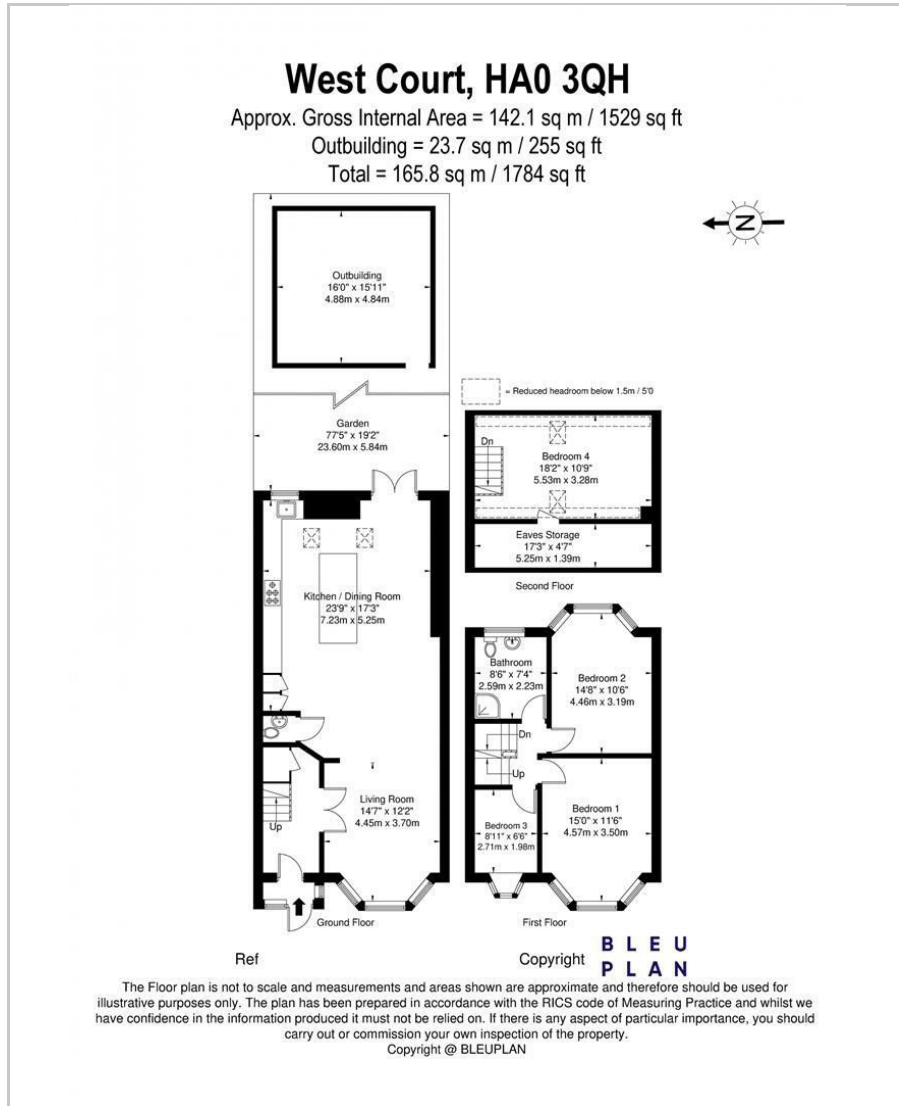 West Court, HA0 3QH
Approx. Gross Internal Area = 142.1 sq m / 1529 sq ft
Outbuilding = 23.7 sq m / 255 sq ft
Total = 165.8 sq m / 1784 sq ft
N
Outbuilding
16'0" x 15'11"
4.88m x 4.84m
= Reduced headroom below 1.5m / 5'0
Garden
77'5" x 19'2"
23.60m x 5.84m
Dn
Bedroom 4
18'2" x 10'9"
5.53m x 3.28m
Eaves Storage
17'3" x 4'7"
5.25m x 1.39m
Second Floor
Kitchen / Dining Room
23'9" x 17'3"
7.23m x 5.25m
Bathroom
8'6" x 7'4"
2.59m x 2.23m
Bedroom 2
14'8" x 10'6"
4.46m x 3.19m
Dn
Up
Living Room
14'7" x 12'2"
4.45m x 3.70m
Up
Bedroom 3
8'11" x 6'6"
2.71m x 1.98m
Bedroom 1
15'0" x 11'6"
4.57m x 3.50m
Ground Floor
First Floor
Ref
Copyright
BLEU
PLAN
The Floor plan is not to scale and measurements and areas shown are approximate and therefore should be used for
illustrative purposes only. The plan has been prepared in accordance with the RICS code of Measuring Practice and whilst we
have confidence in the information produced it must not be relied on. If there is any aspect of particular importance, you should
carry out or commission your own inspection of the property.
Copyright @ BLEUPLAN